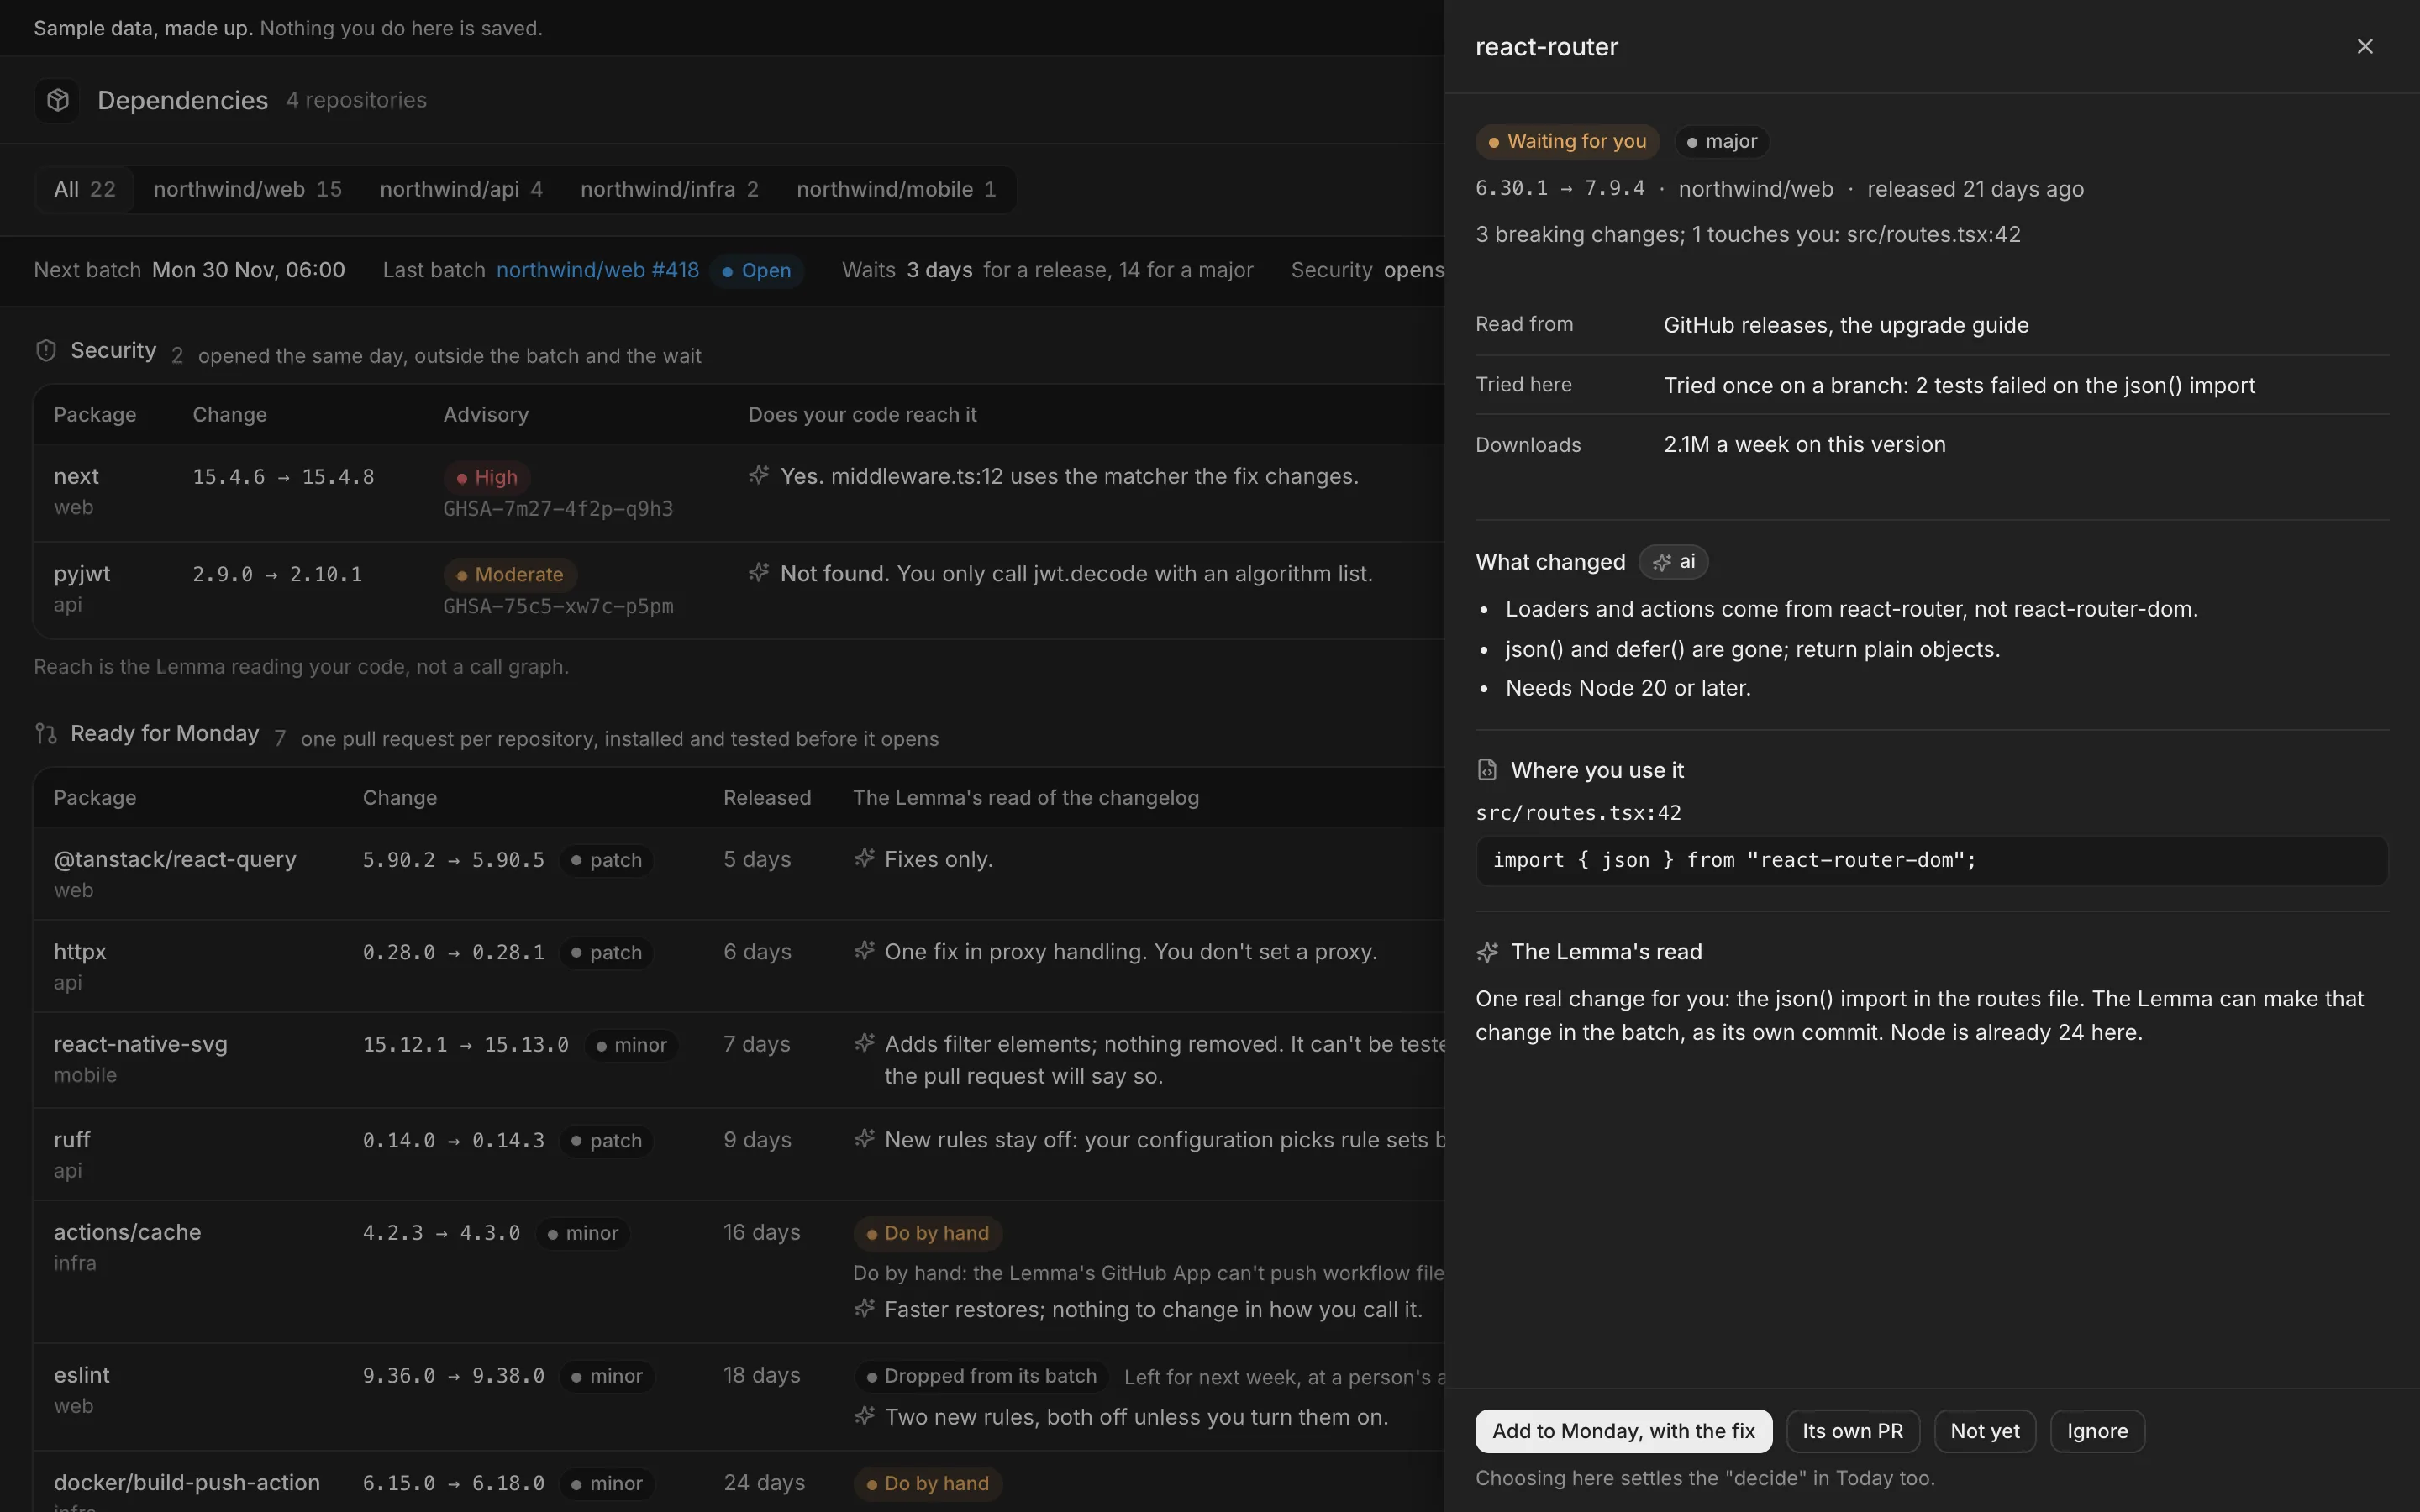 Sample data, made up. Nothing you do here is saved.
Dependencies 4 repositories
All 22 northwind/web 15 northwind/api 4 northwind/infra 2 northwind/mobile 1
Next batch Mon 30 Nov, 06:00 Last batch northwind/web #418 Open Waits 3 days for a release, 14 for a major Security opens
Security 2 opened the same day, outside the batch and the wait
Package Change Advisory Does your code reach it
next 15.4.6 → 15.4.8 High Yes. middleware.ts:12 uses the matcher the fix changes.
web GHSA-7m27-4f2p-q9h3
pyjwt 2.9.0 → 2.10.1 Moderate Not found. You only call jwt.decode with an algorithm list.
api GHSA-75c5-xw7c-p5pm
Reach is the Lemma reading your code, not a call graph.
Ready for Monday 7 one pull request per repository, installed and tested before it opens
Package Change Released The Lemma's read of the changelog
@tanstack/react-query 5.90.2 → 5.90.5 patch 5 days Fixes only.
web
httpx 0.28.0 → 0.28.1 patch 6 days One fix in proxy handling. You don't set a proxy.
api
react-native-svg 15.12.1 → 15.13.0 minor 7 days Adds filter elements; nothing removed. It can't be teste
mobile the pull request will say so.
ruff 0.14.0 → 0.14.3 patch 9 days New rules stay off: your configuration picks rule sets b
api
actions/cache 4.2.3 → 4.3.0 minor 16 days Do by hand
infra
Do by hand: the Lemma's GitHub App can't push workflow file
Faster restores; nothing to change in how you call it.
eslint 9.36.0 → 9.38.0 minor 18 days Dropped from its batch Left for next week, at a person's a
web
Two new rules, both off unless you turn them on.
docker/build-push-action 6.15.0 → 6.18.0 minor 24 days Do by hand
react-router
Waiting for you major
6.30.1 → 7.9.4 · northwind/web · released 21 days ago
3 breaking changes; 1 touches you: src/routes.tsx:42
Read from GitHub releases, the upgrade guide
Tried here Tried once on a branch: 2 tests failed on the json() import
Downloads 2.1M a week on this version
What changed ai
• Loaders and actions come from react-router, not react-router-dom.
• json() and defer() are gone; return plain objects.
• Needs Node 20 or later.
Where you use it
src/routes.tsx:42
import { json } from "react-router-dom";
The Lemma's read
One real change for you: the json() import in the routes file. The Lemma can make that
change in the batch, as its own commit. Node is already 24 here.
Add to Monday, with the fix Its own PR Not yet Ignore
Choosing here settles the "decide" in Today too.